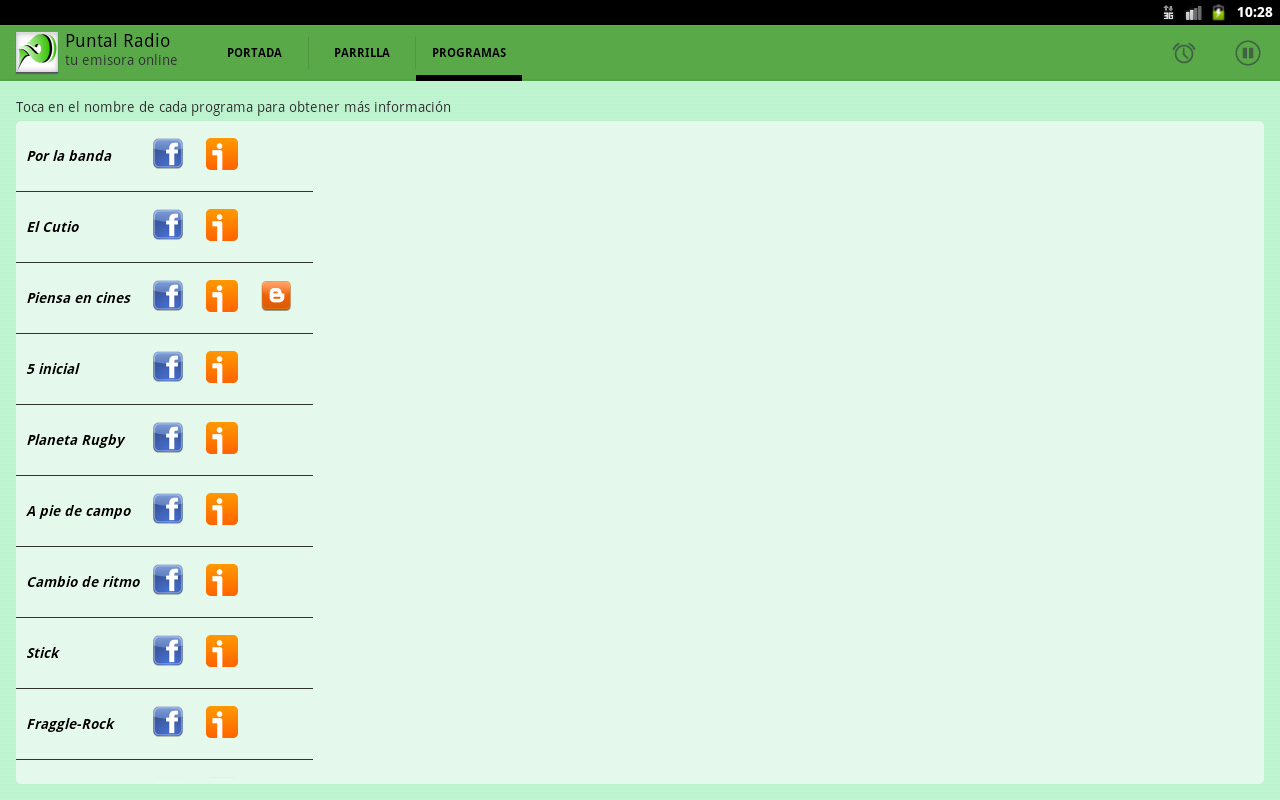 3G
10:28
Puntal Radio
tu emisora online
PORTADA
PARRILLA
PROGRAMAS
Toca en el nombre de cada programa para obtener más información
Por la banda
El Cutio
Piensa en cines
5 inicial
Planeta Rugby
A pie de campo
Cambio de ritmo
Stick
Fraggle-Rock